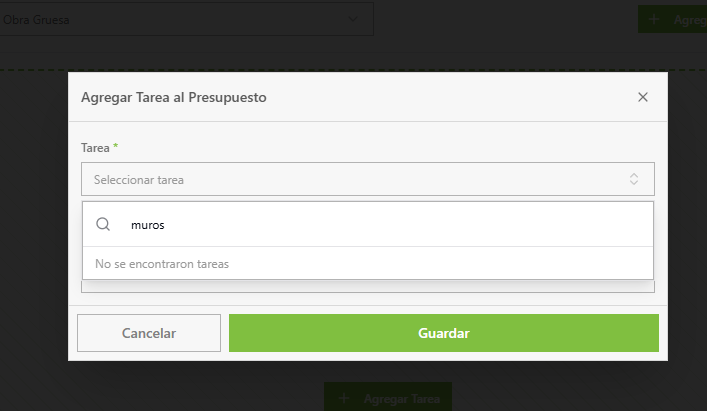 Obra Gruesa
Agreg
Agregar Tarea al Presupuesto
Tarea *
Seleccionar tarea
muros
No se encontraron tareas
Cancelar
Guardar
Agregar Tarea